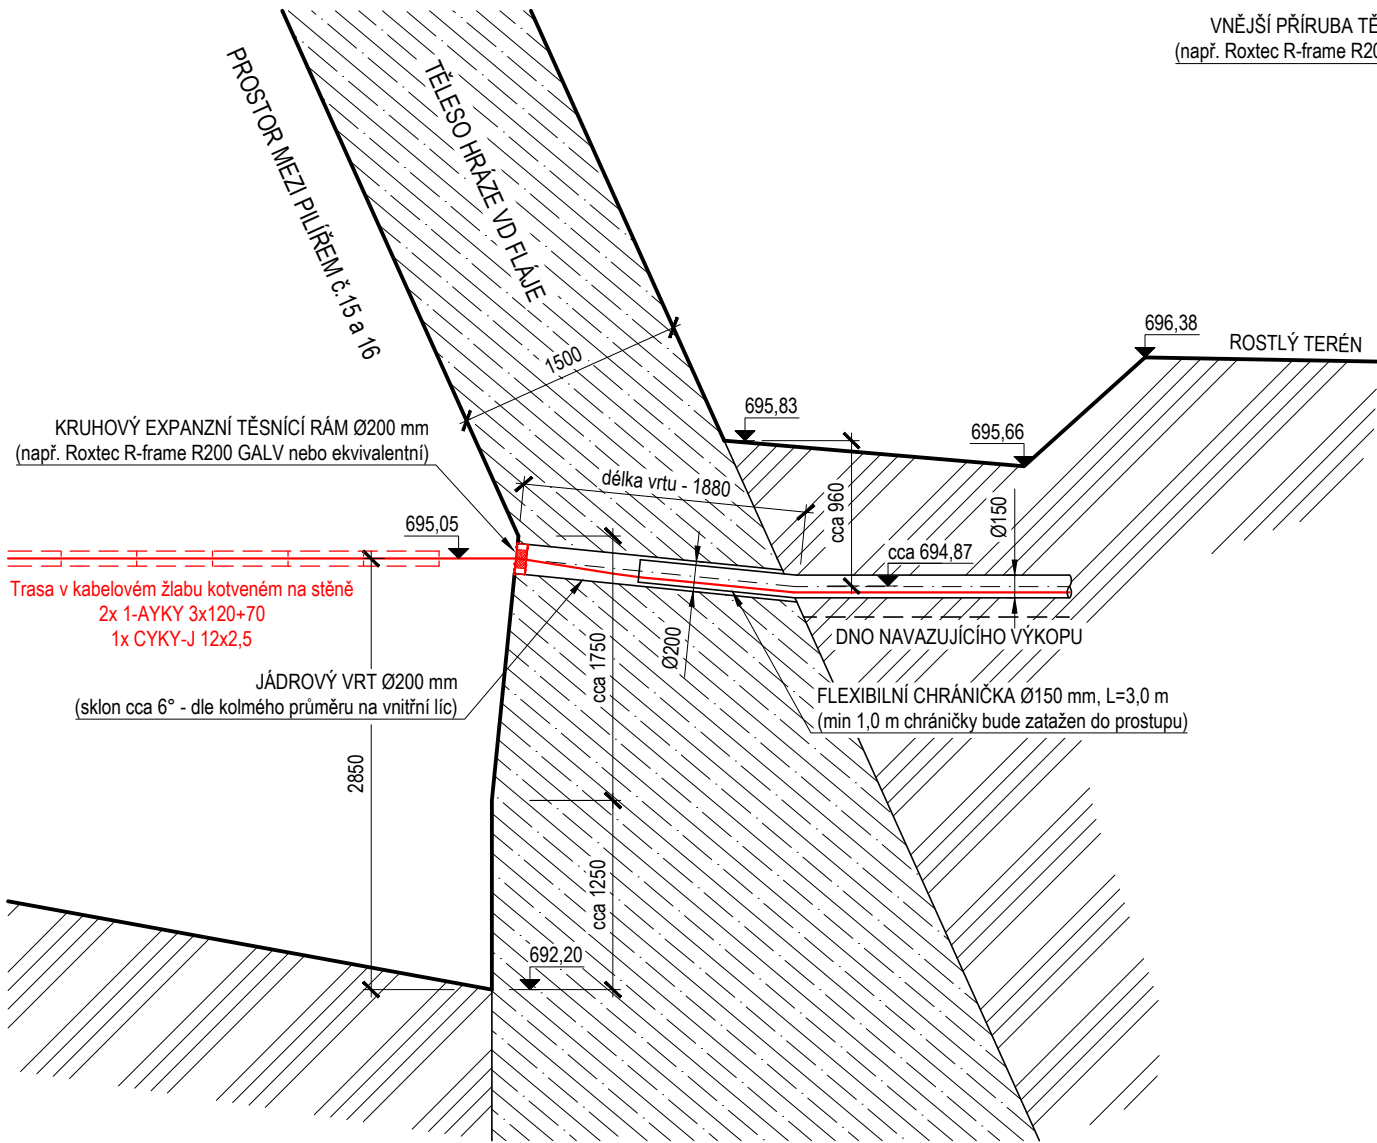 VNĚJŠÍ PŘÍRUBA TĚ
(např. Roxtec R-frame R20
PROSTOR MEZI PILÍŘEM č.15 a 16
TĚLESO HRÁZE VD FLÁJE
696,38
ROSTLÝ TERÉN
1500
695,83
695,66
KRUHOVÝ EXPANZNÍ TĚSNÍCÍ RÁM Ø200 mm
(např. Roxtec R-frame R200 GALV nebo ekvivalentní)
délka vrtu - 1880
cca 960
Ø150
695,05
cca 694,87
Trasa v kabelovém žlabu kotveném na stěně
2x 1-AYKY 3x120+70
1x CYKY-J 12x2,5
DNO NAVAZUJÍCÍHO VÝKOPU
Ø200
cca 1750
JÁDROVÝ VRT Ø200 mm
(sklon cca 6° - dle kolmého průměru na vnitřní líc)
FLEXIBILNÍ CHRÁNIČKA Ø150 mm, L=3,0 m
(min 1,0 m chráničky bude zatažen do prostupu)
2850
cca 1250
692,20